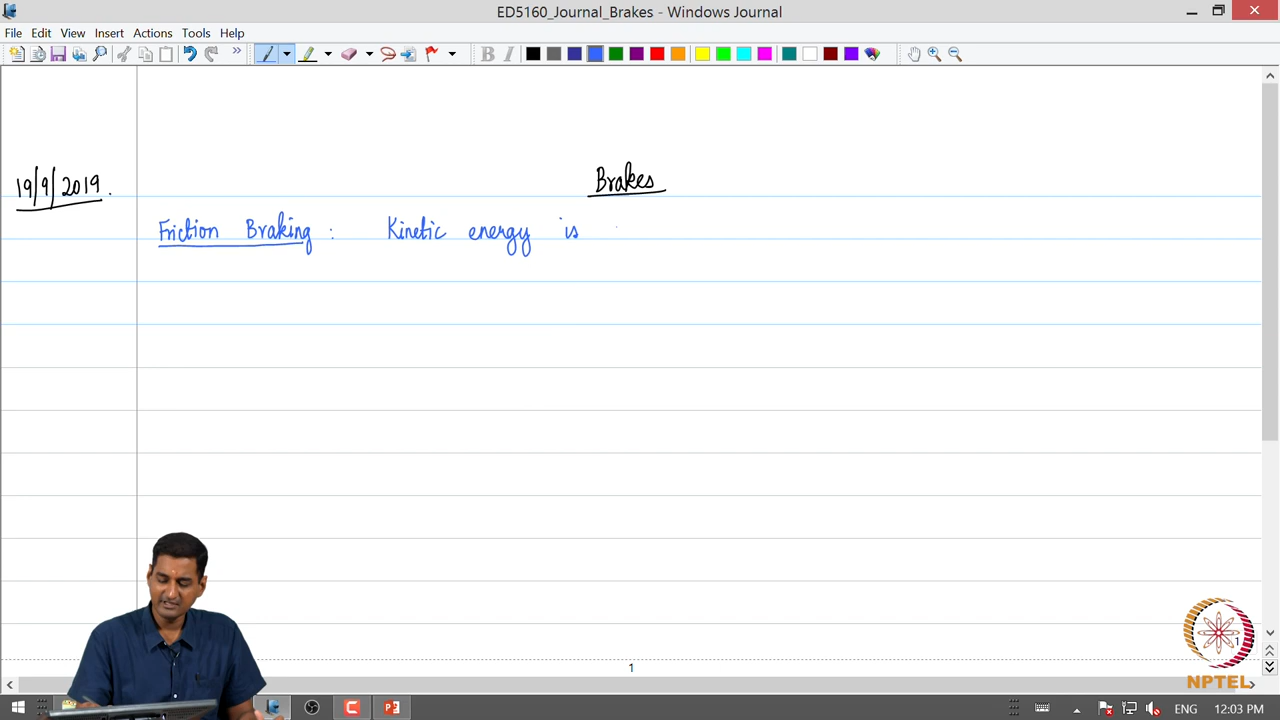 ED5160_Journal_Brakes - Windows Journal
File Edit View Insert Actions Tools Help
19/9/2019.
Brakes
Friction Braking : Kinetic energy is
1
1
NPTEL
ENG 12:03 PM